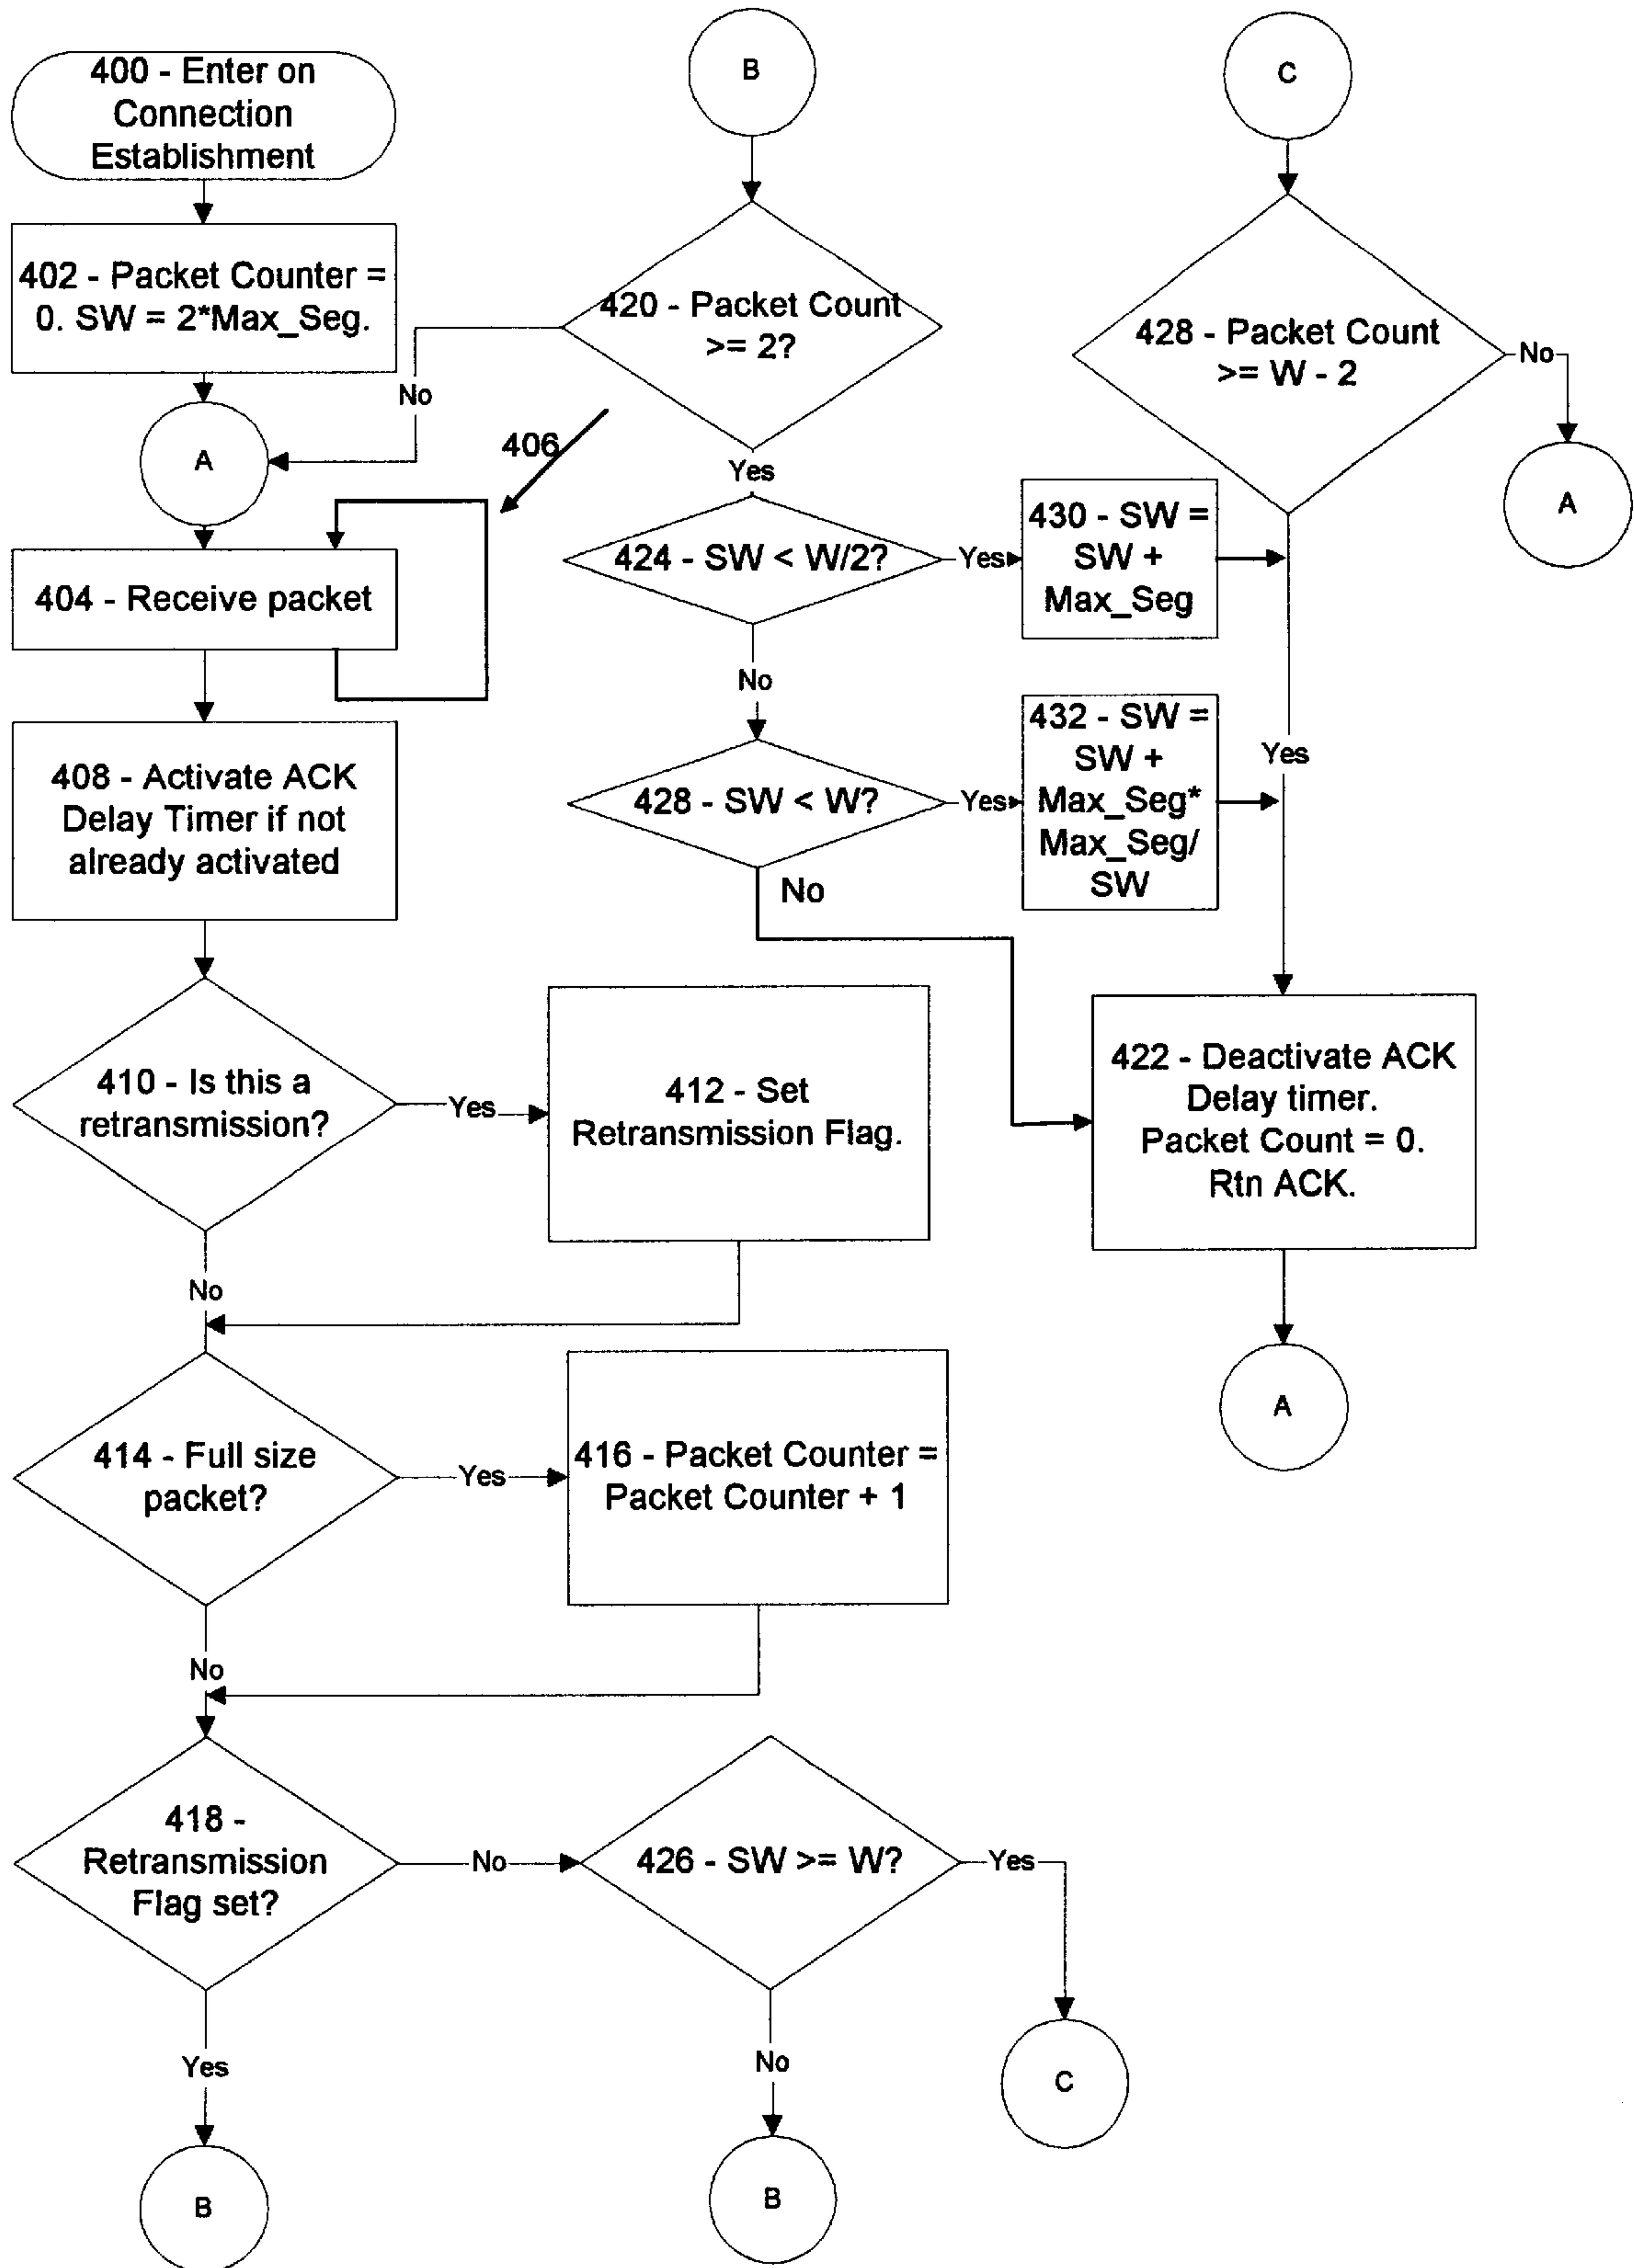 400 - Enter on
Connection
Establishment
402 - Packet Counter =
0. SW = 2*Max_Seg.
A
404 - Receive packet
406
408 - Activate ACK
Delay Timer if not
already activated
410 - Is this a
retransmission?
Yes
412 - Set
Retransmission Flag.
No
414 - Full size
packet?
Yes
416 - Packet Counter =
Packet Counter + 1
No
418 -
Retransmission
Flag set?
No
426 - SW >= W?
Yes
C
Yes
B
No
B
B
420 - Packet Count
>= 2?
No
Yes
424 - SW < W/2?
Yes
430 - SW =
SW +
Max_Seg
No
428 - SW < W?
Yes
432 - SW =
SW +
Max_Seg*
Max_Seg/
SW
No
C
428 - Packet Count
>= W - 2
No
A
Yes
422 - Deactivate ACK
Delay timer.
Packet Count = 0.
Rtn ACK.
A